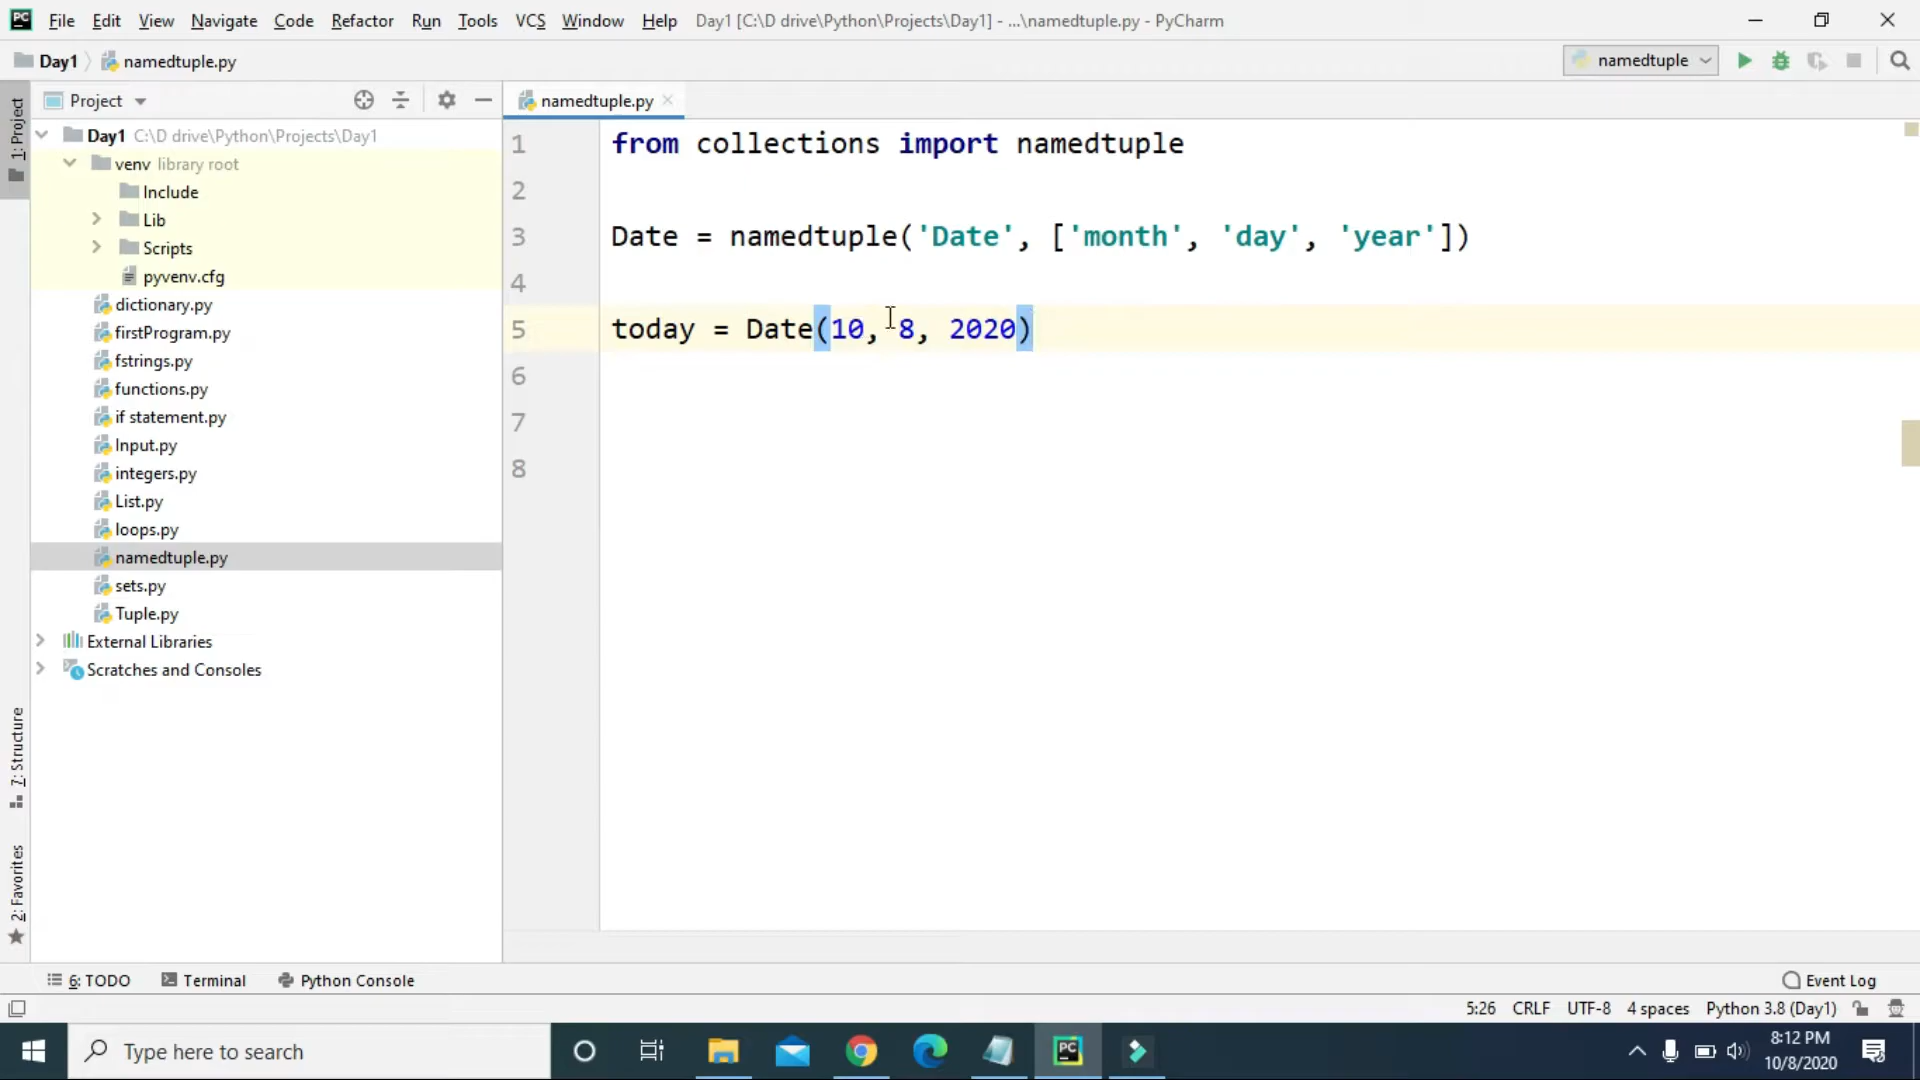 File Edit View Navigate Code Refactor Run Tools VCS Window Help Day1 [C:\D drive\Python\Projects\Day1] - ...\namedtuple.py - PyCharm
Day1 namedtuple.py namedtuple
Project
namedtuple.py
1: Project
Day1 C:\D drive\Python\Projects\Day1
venv library root
Include
Lib
Scripts
pyvenv.cfg
dictionary.py
firstProgram.py
fstrings.py
functions.py
if statement.py
Input.py
integers.py
List.py
loops.py
namedtuple.py
sets.py
Tuple.py
External Libraries
Scratches and Consoles
7: Structure
2: Favorites
1 from collections import namedtuple
2
3 Date = namedtuple('Date', ['month', 'day', 'year'])
4
5 today = Date(10, 8, 2020)
6
7
8
6: TODO Terminal Python Console Event Log
5:26 CRLF UTF-8 4 spaces Python 3.8 (Day1)
Type here to search
8:12 PM
10/8/2020